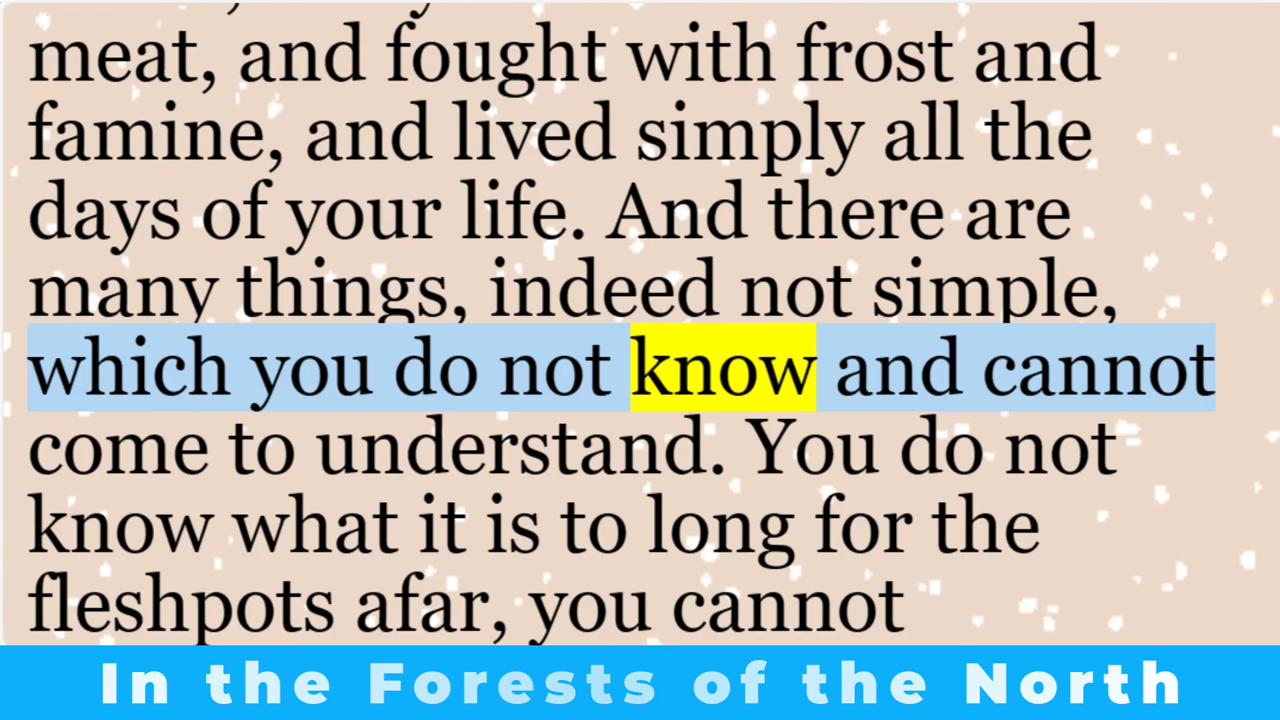 meat, and fought with frost and
famine, and lived simply all the
days of your life. And there are
many things, indeed not simple,
which you do not know and cannot
come to understand. You do not
know what it is to long for the
fleshpots afar, you cannot
In the Forests of the North